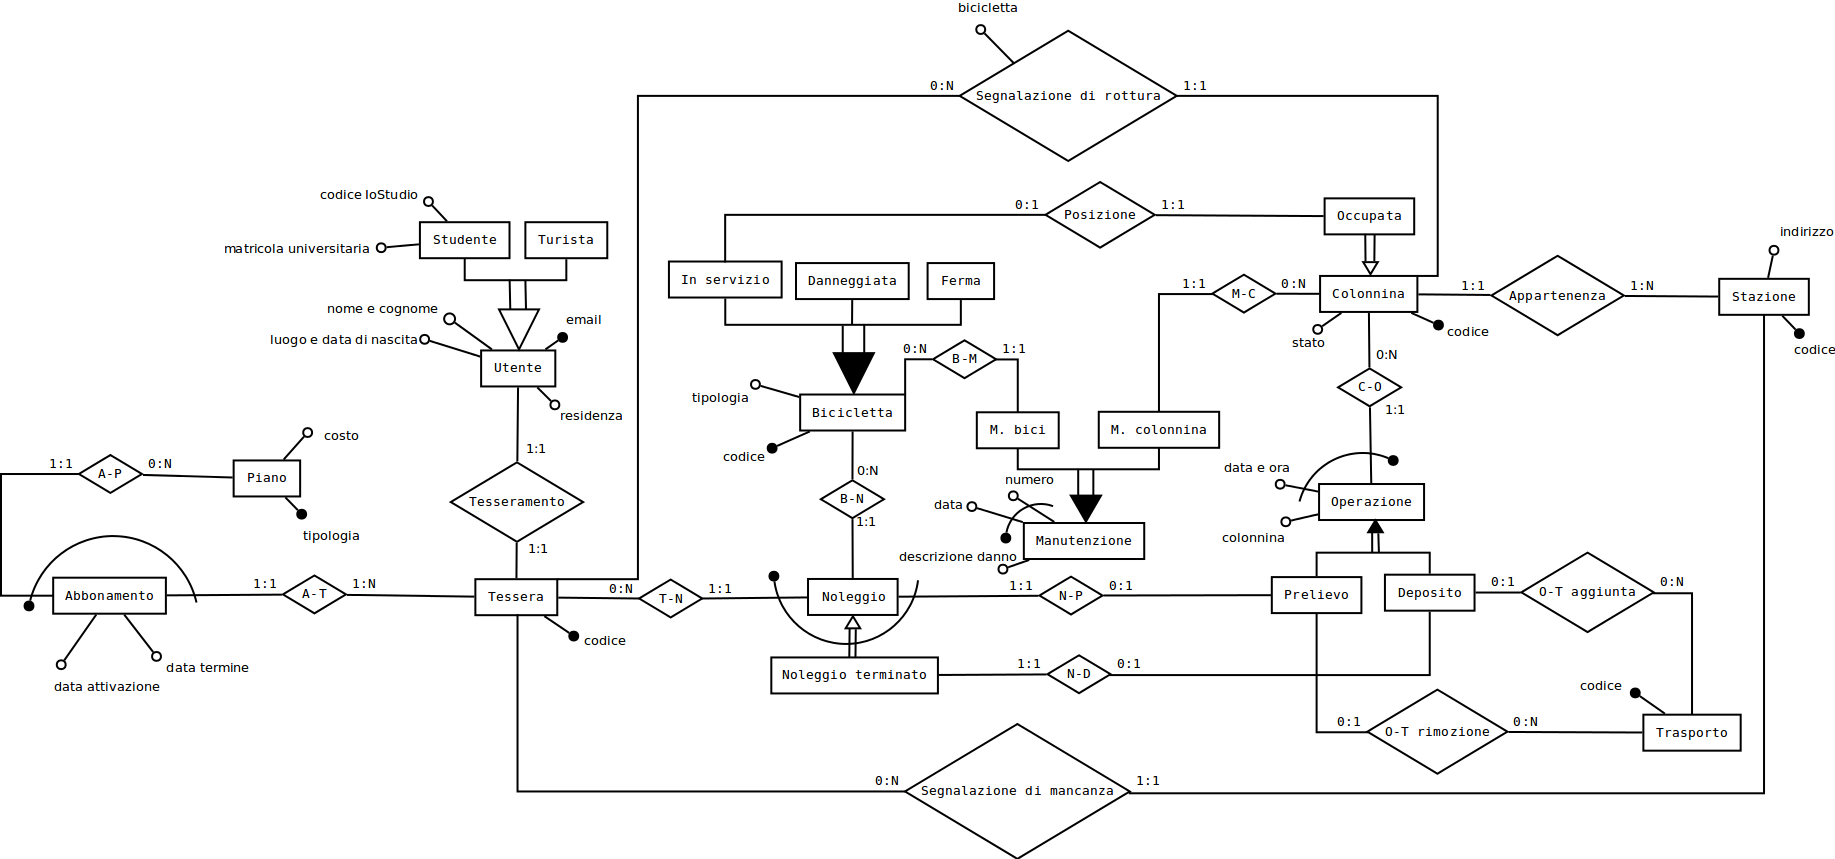 bicicletta
0:N
Segnalazione di rottura
1:1
codice IoStudio
matricola universitaria
Studente
Turista
0:1
Posizione
1:1
Occupata
indirizzo
In servizio
Danneggiata
Ferma
1:1
M-C
0:N
Colonnina
1:1
Appartenenza
1:N
Stazione
nome e cognome
email
luogo e data di nascita
stato
codice
codice
Utente
residenza
0:N
B-M
1:1
0:N
C-O
1:1
tipologia
Bicicletta
codice
M. bici
M. colonnina
costo
1:1
A-P
0:N
Piano
tipologia
1:1
Tesseramento
1:1
0:N
B-N
1:1
numero
data
descrizione danno
Manutenzione
data e ora
Operazione
colonnina
Abbonamento
1:1
A-T
1:N
Tessera
codice
0:N
T-N
1:1
Noleggio
1:1
N-P
0:1
Prelievo
Deposito
0:1
O-T aggiunta
0:N
data termine
data attivazione
Noleggio terminato
1:1
N-D
0:1
codice
0:1
O-T rimozione
0:N
Trasporto
0:N
Segnalazione di mancanza
1:1